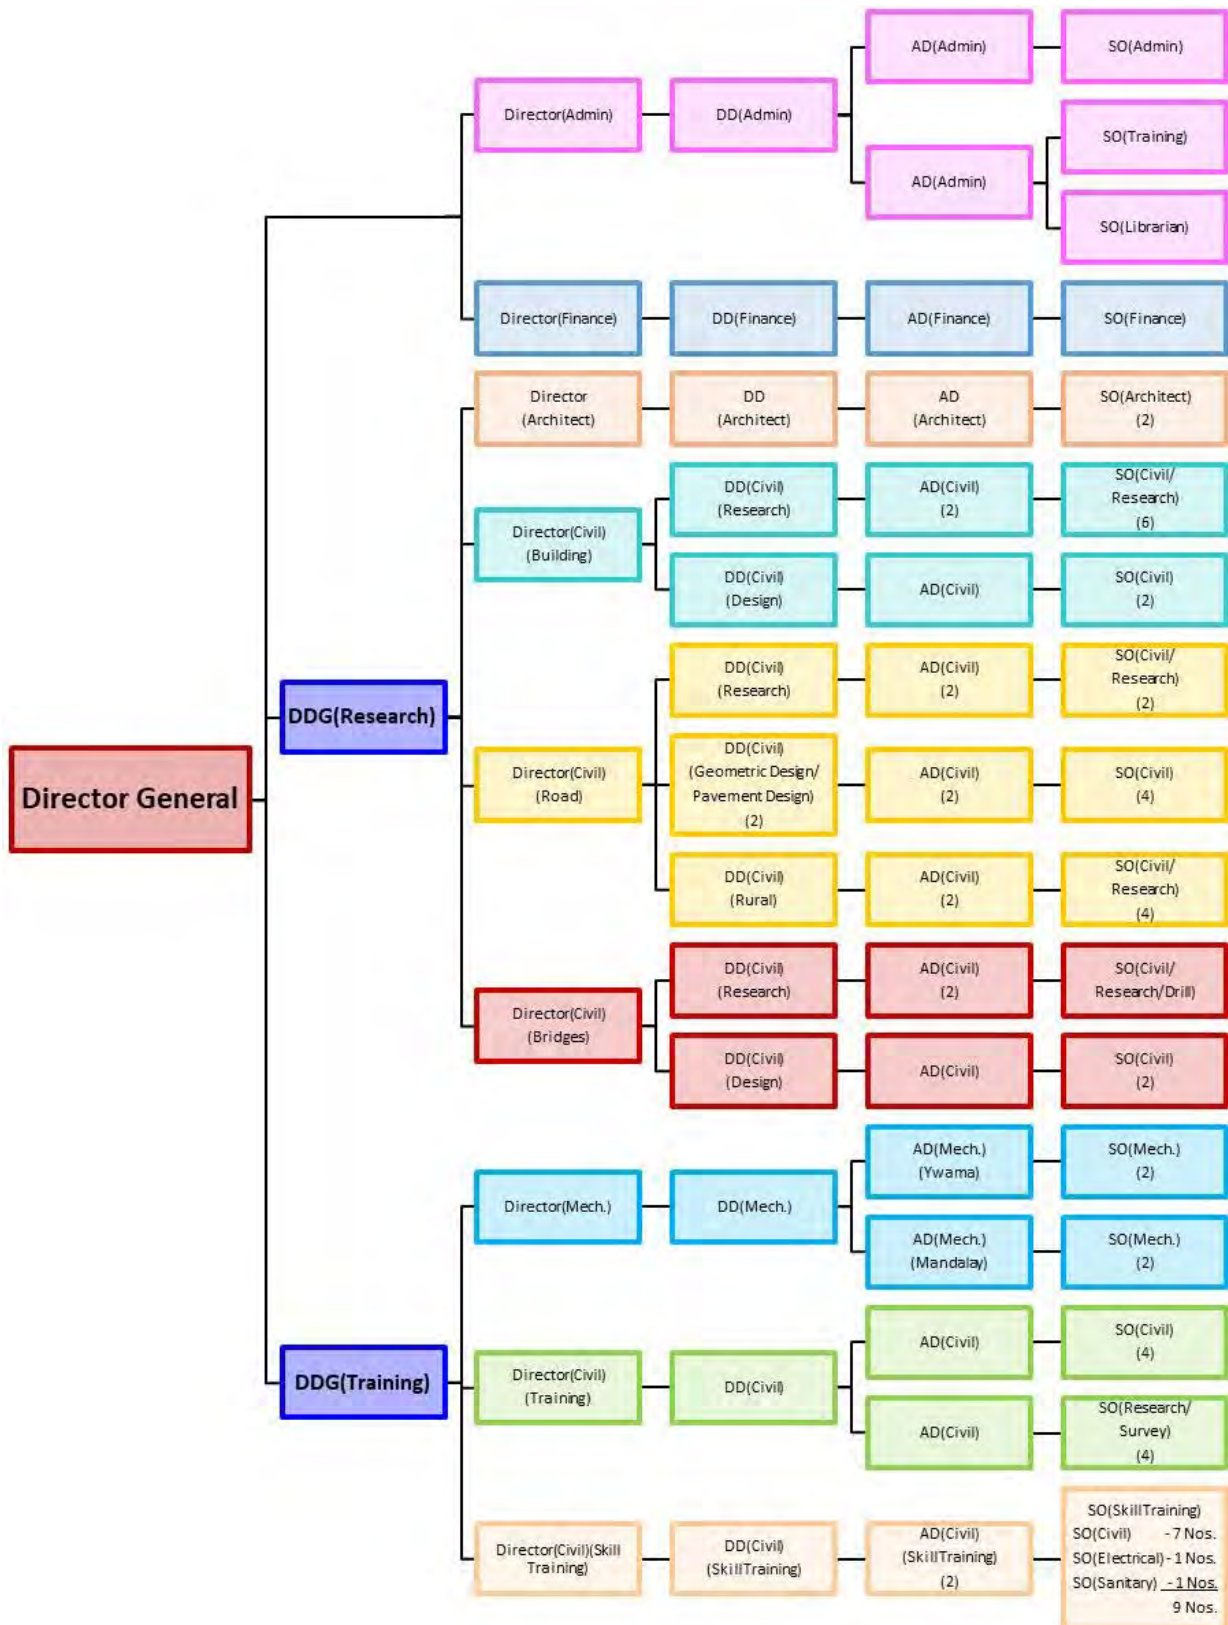 AD(Admin)
SO(Admin)
Director(Admin)
DD(Admin)
SO(Training)
AD(Admin)
SO(Librarian)
Director(Finance)
DD(Finance)
AD(Finance)
SO(Finance)
Director
(Architect)
DD
(Architect)
AD
(Architect)
SO(Architect)
(2)
Director(Civil)
(Building)
DD(Civil)
(Research)
AD(Civil)
(2)
SO(Civil/
Research)
(6)
DD(Civil)
(Design)
AD(Civil)
SO(Civil)
(2)
DDG(Research)
Director General
Director(Civil)
(Road)
DD(Civil)
(Research)
AD(Civil)
(2)
SO(Civil/
Research)
(2)
DD(Civil)
(Geometric Design/
Pavement Design)
(2)
AD(Civil)
(2)
SO(Civil)
(4)
DD(Civil)
(Rural)
AD(Civil)
(2)
SO(Civil/
Research)
(4)
Director(Civil)
(Bridges)
DD(Civil)
(Research)
AD(Civil)
(2)
SO(Civil/
Research/Drill)
DD(Civil)
(Design)
AD(Civil)
SO(Civil)
(2)
DDG(Training)
Director(Mech.)
DD(Mech.)
AD(Mech.)
(Ywama)
SO(Mech.)
(2)
AD(Mech.)
(Mandalay)
SO(Mech.)
(2)
Director(Civil)
(Training)
DD(Civil)
AD(Civil)
SO(Civil)
(4)
AD(Civil)
SO(Research/
Survey)
(4)
Director(Civil)(Skill
Training)
DD(Civil)
(SkillTraining)
AD(Civil)
(SkillTraining)
(2)
SO(SkillTraining)
SO(Civil) - 7 Nos.
SO(Electrical) - 1 Nos.
SO(Sanitary) - 1 Nos.
9 Nos.